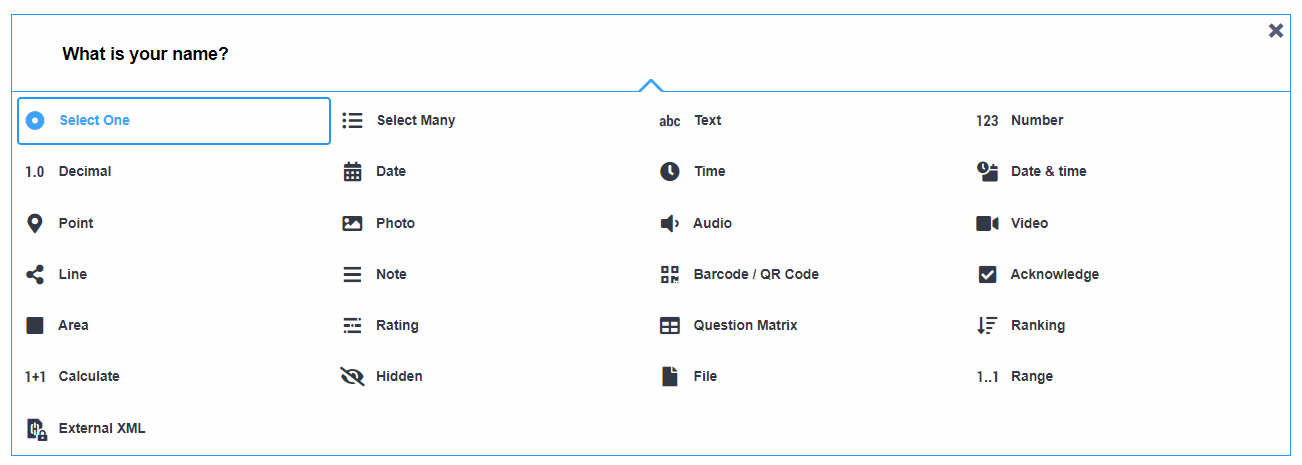 What is your name?
Select One Select Many abc Text 123 Number
1.0 Decimal Date Time Date & time
Point Photo Audio Video
Line Note Barcode / QR Code Acknowledge
Area Rating Question Matrix Ranking
1+1 Calculate Hidden File 1..1 Range
External XML